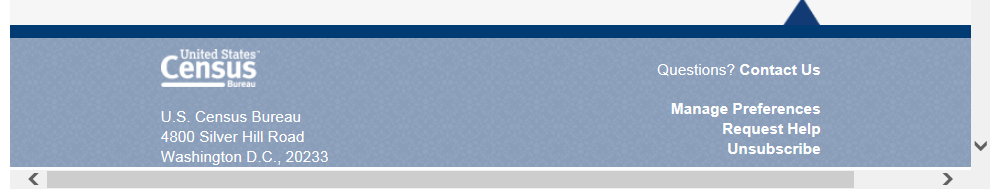 United States™
Census
Bureau
U.S. Census Bureau
4800 Silver Hill Road
Washington D.C., 20233
Questions? Contact Us
Manage Preferences
Request Help
Unsubscribe